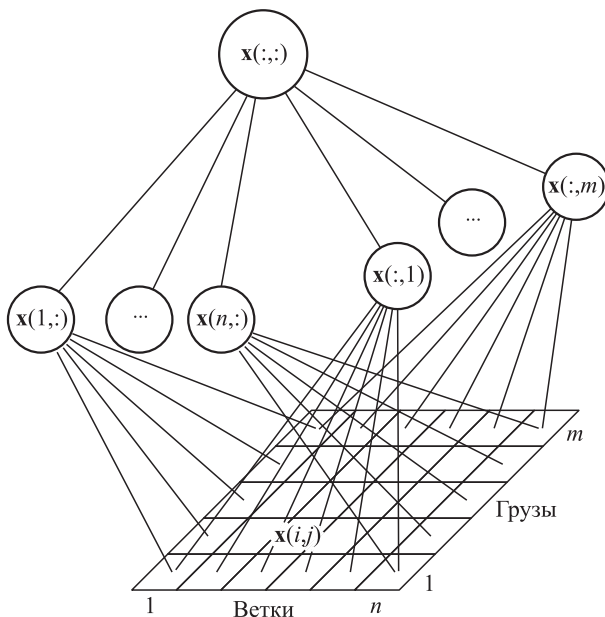 x(:,:)
x(:,m)
...
x(:,1)
x(1,:)
...
x(n,:)
m
Грузы
x(i,j)
1
1
Ветки
n